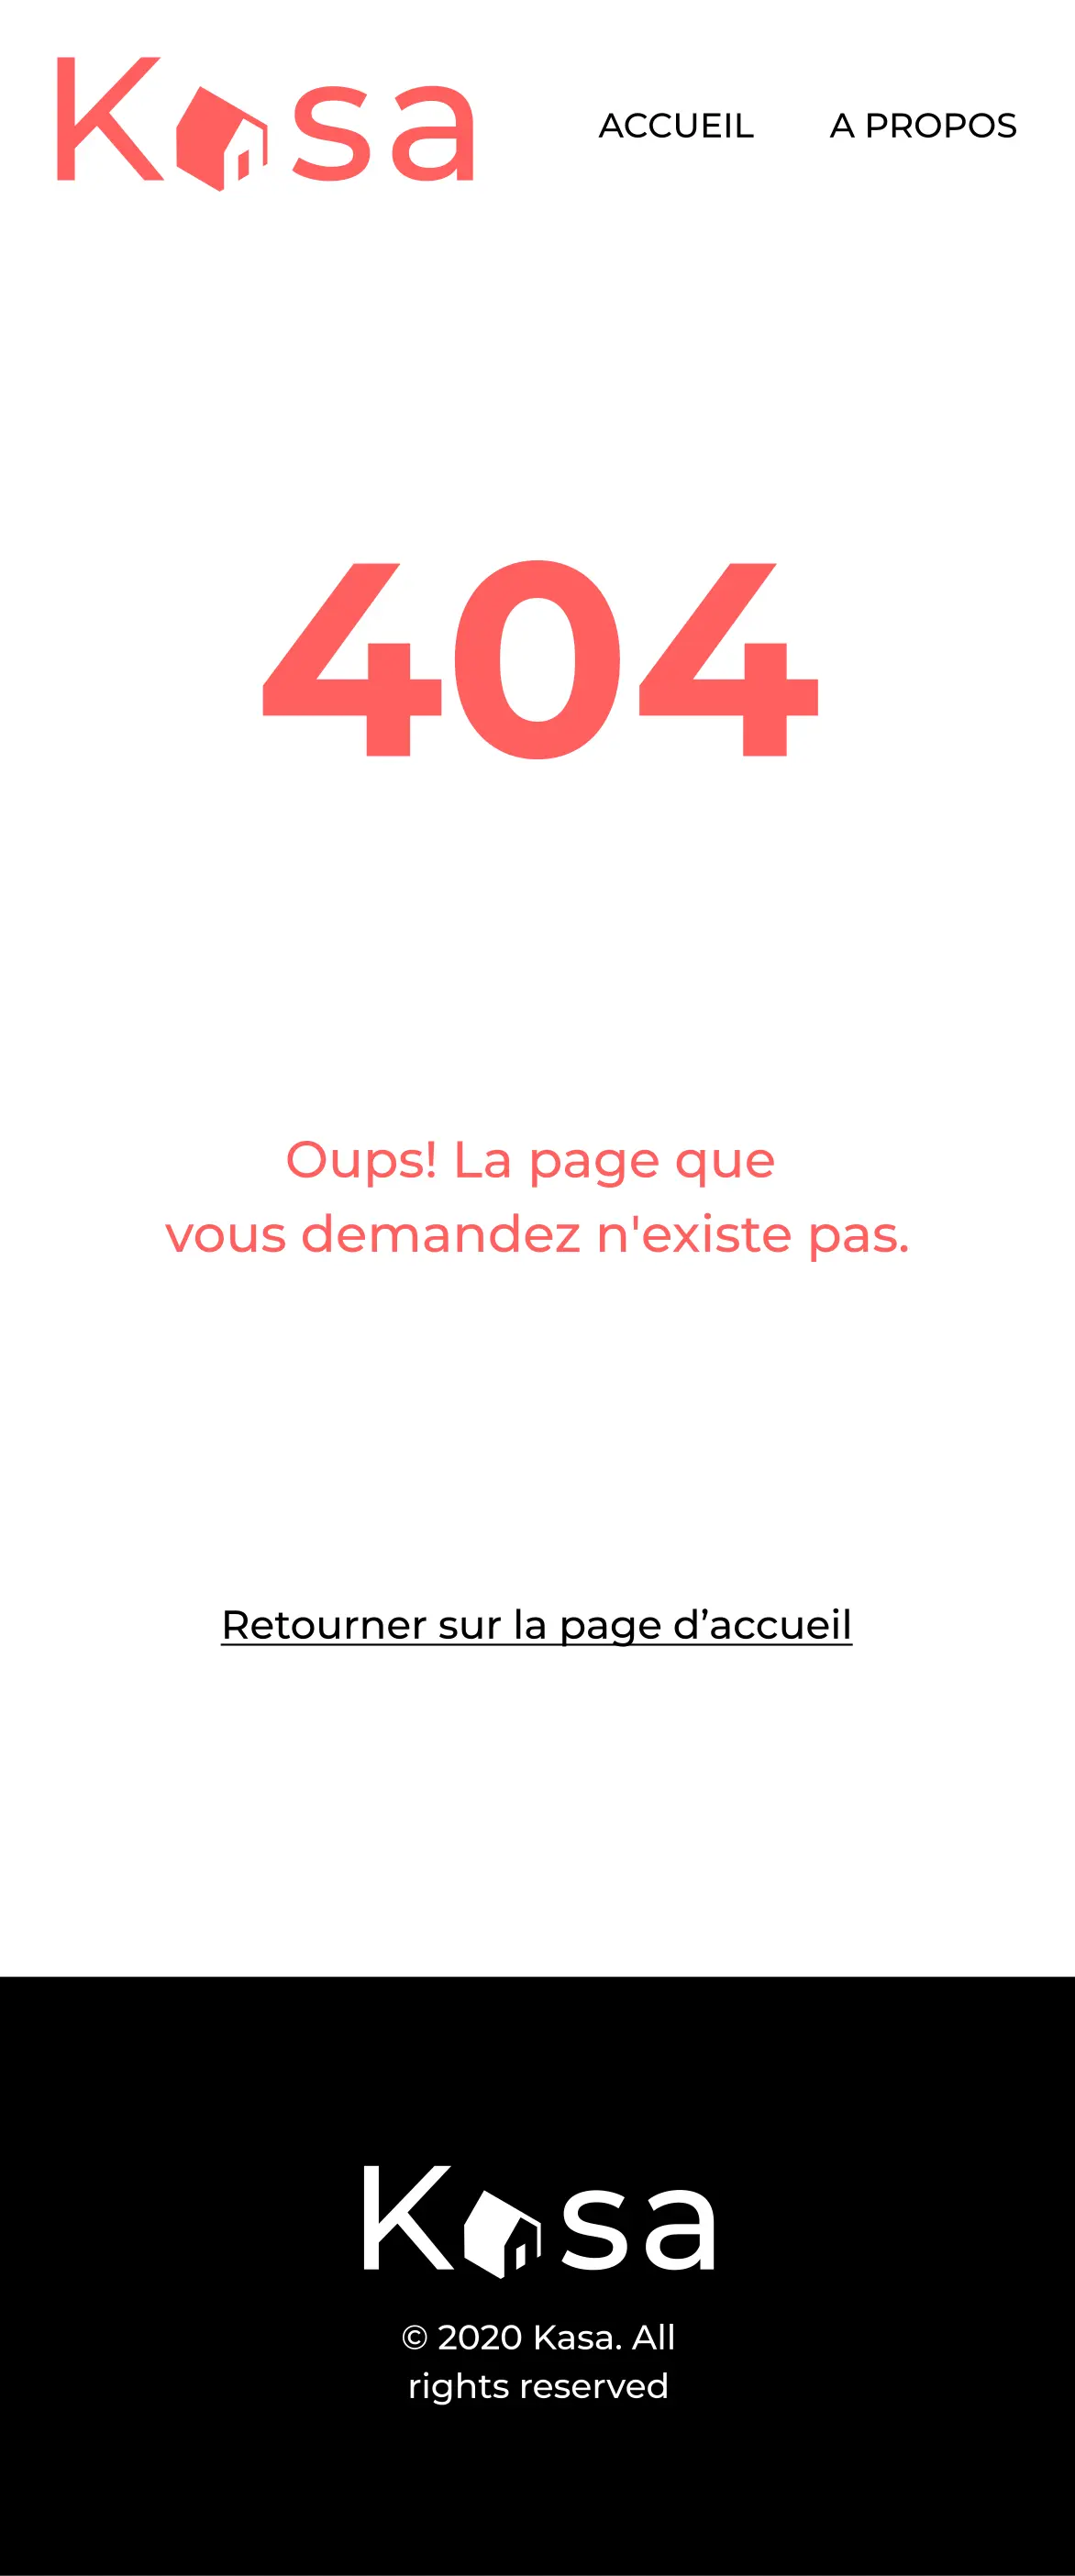 Kasa
ACCUEIL
A PROPOS
404
Oups! La page que
vous demandez n'existe pas.
Retourner sur la page d’accueil
Kasa
© 2020 Kasa. All
rights reserved